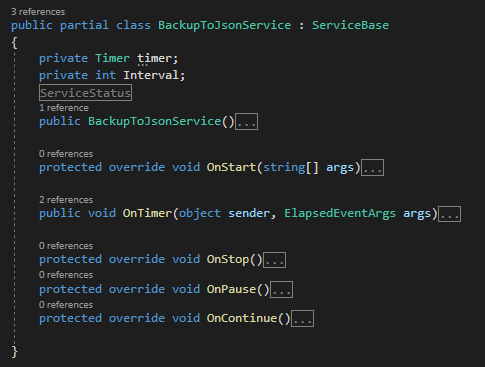 3 references
public partial class BackupToJsonService : ServiceBase
{
private Timer timer;
private int Interval;
ServiceStatus
1 reference
public BackupToJsonService()...
0 references
protected override void OnStart(string[] args)...
2 references
public void OnTimer(object sender, ElapsedEventArgs args)...
0 references
protected override void OnStop()...
0 references
protected override void OnPause()...
0 references
protected override void OnContinue()...
}